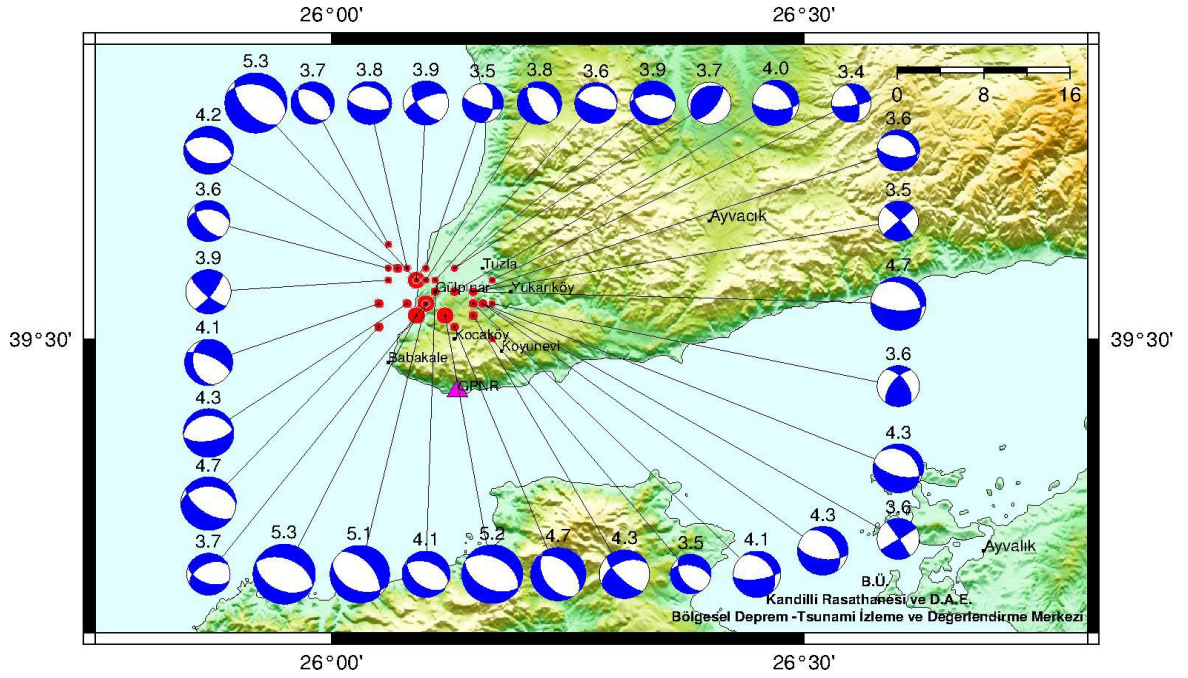 26°00' 26°30'
5.3 3.7 3.8 3.9 3.5 3.8 3.6 3.9 3.7 4.0 3.4
0 8 16
4.2 3.6
3.6 3.5
Ayvacık
3.9 4.7
Tuzla
Gülpınar Yukarıköy
39°30' 39°30'
Kocaköy
Koyunevi
4.1 Babakale 3.6
GPNR
4.3 4.3
4.7 3.6
3.7 5.3 5.1 4.1 5.2 4.7 4.3 3.5 4.1 4.3
Ayvalık
B.Ü.
Kandilli Rasathanesi ve D.A.E.
Bölgesel Deprem -Tsunami İzleme ve Değerlendirme Merkezi
26°00' 26°30'